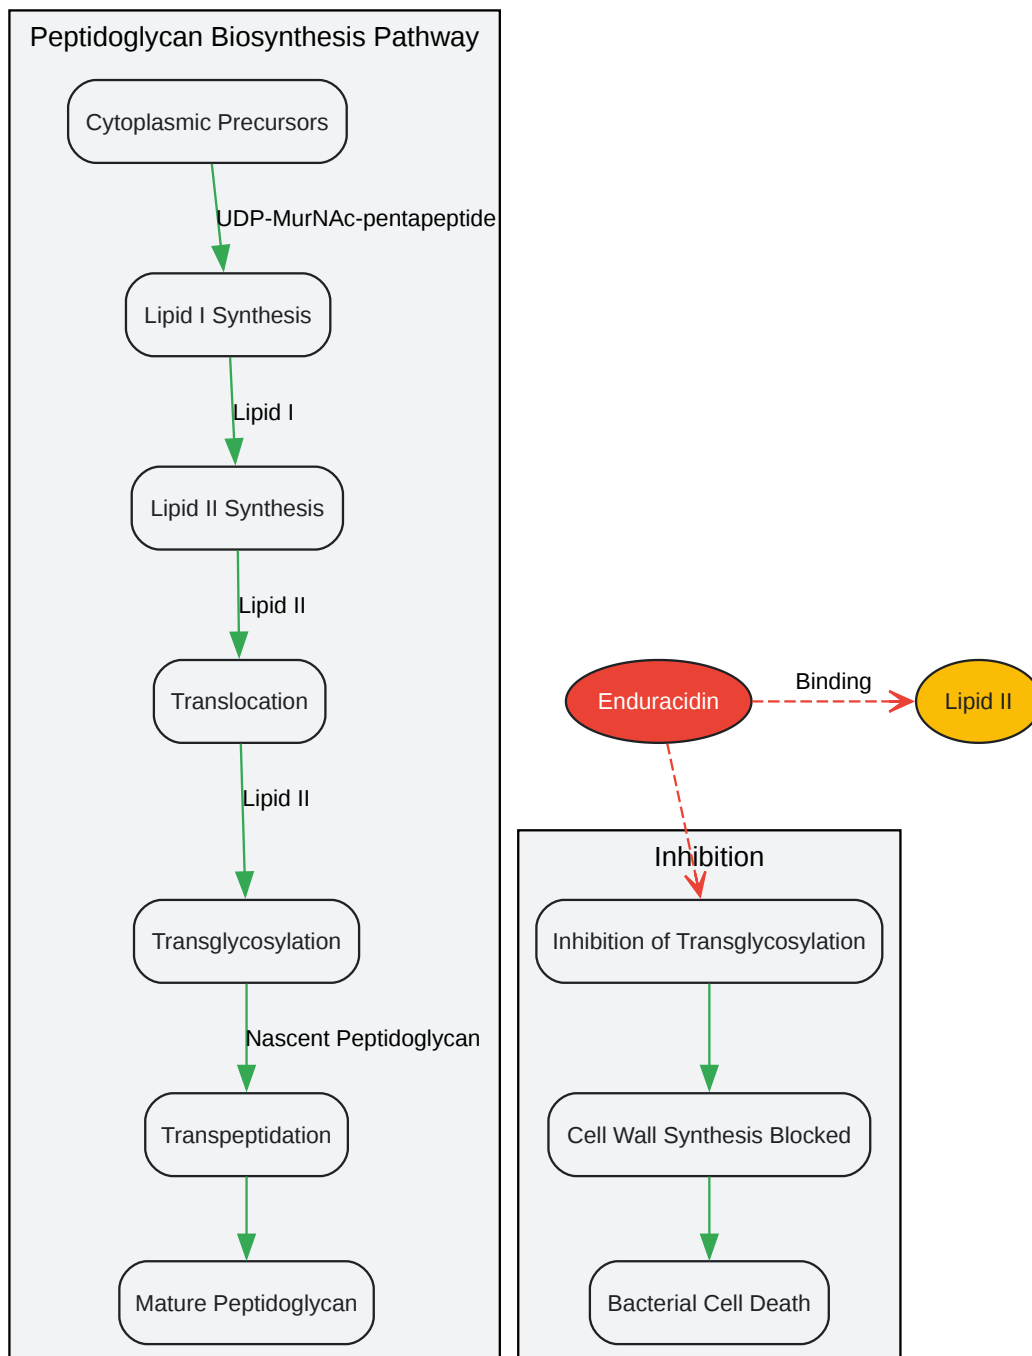 Peptidoglycan Biosynthesis Pathway
Cytoplasmic Precursors
UDP-MurNAc-pentapeptide
Lipid I Synthesis
Lipid I
Lipid II Synthesis
Lipid II
Translocation
Lipid II
Transglycosylation
Nascent Peptidoglycan
Transpeptidation
Mature Peptidoglycan
Enduracidin
Binding
Lipid II
Inhibition
Inhibition of Transglycosylation
Cell Wall Synthesis Blocked
Bacterial Cell Death